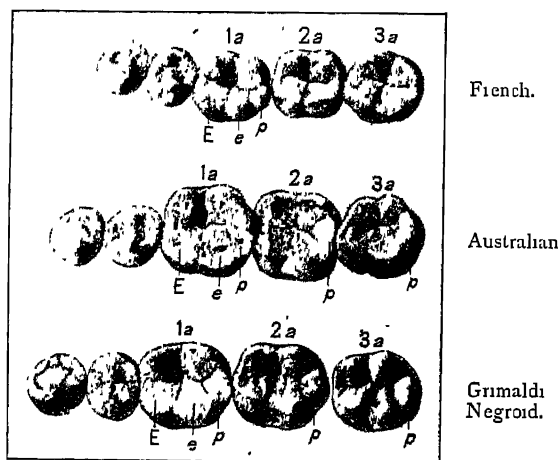 1a 2a 3a
French.
E e p
1a 2a 3a
Australian
E e p p p
1a 2a 3a
Grimaldi
Negroid.
E e p p p